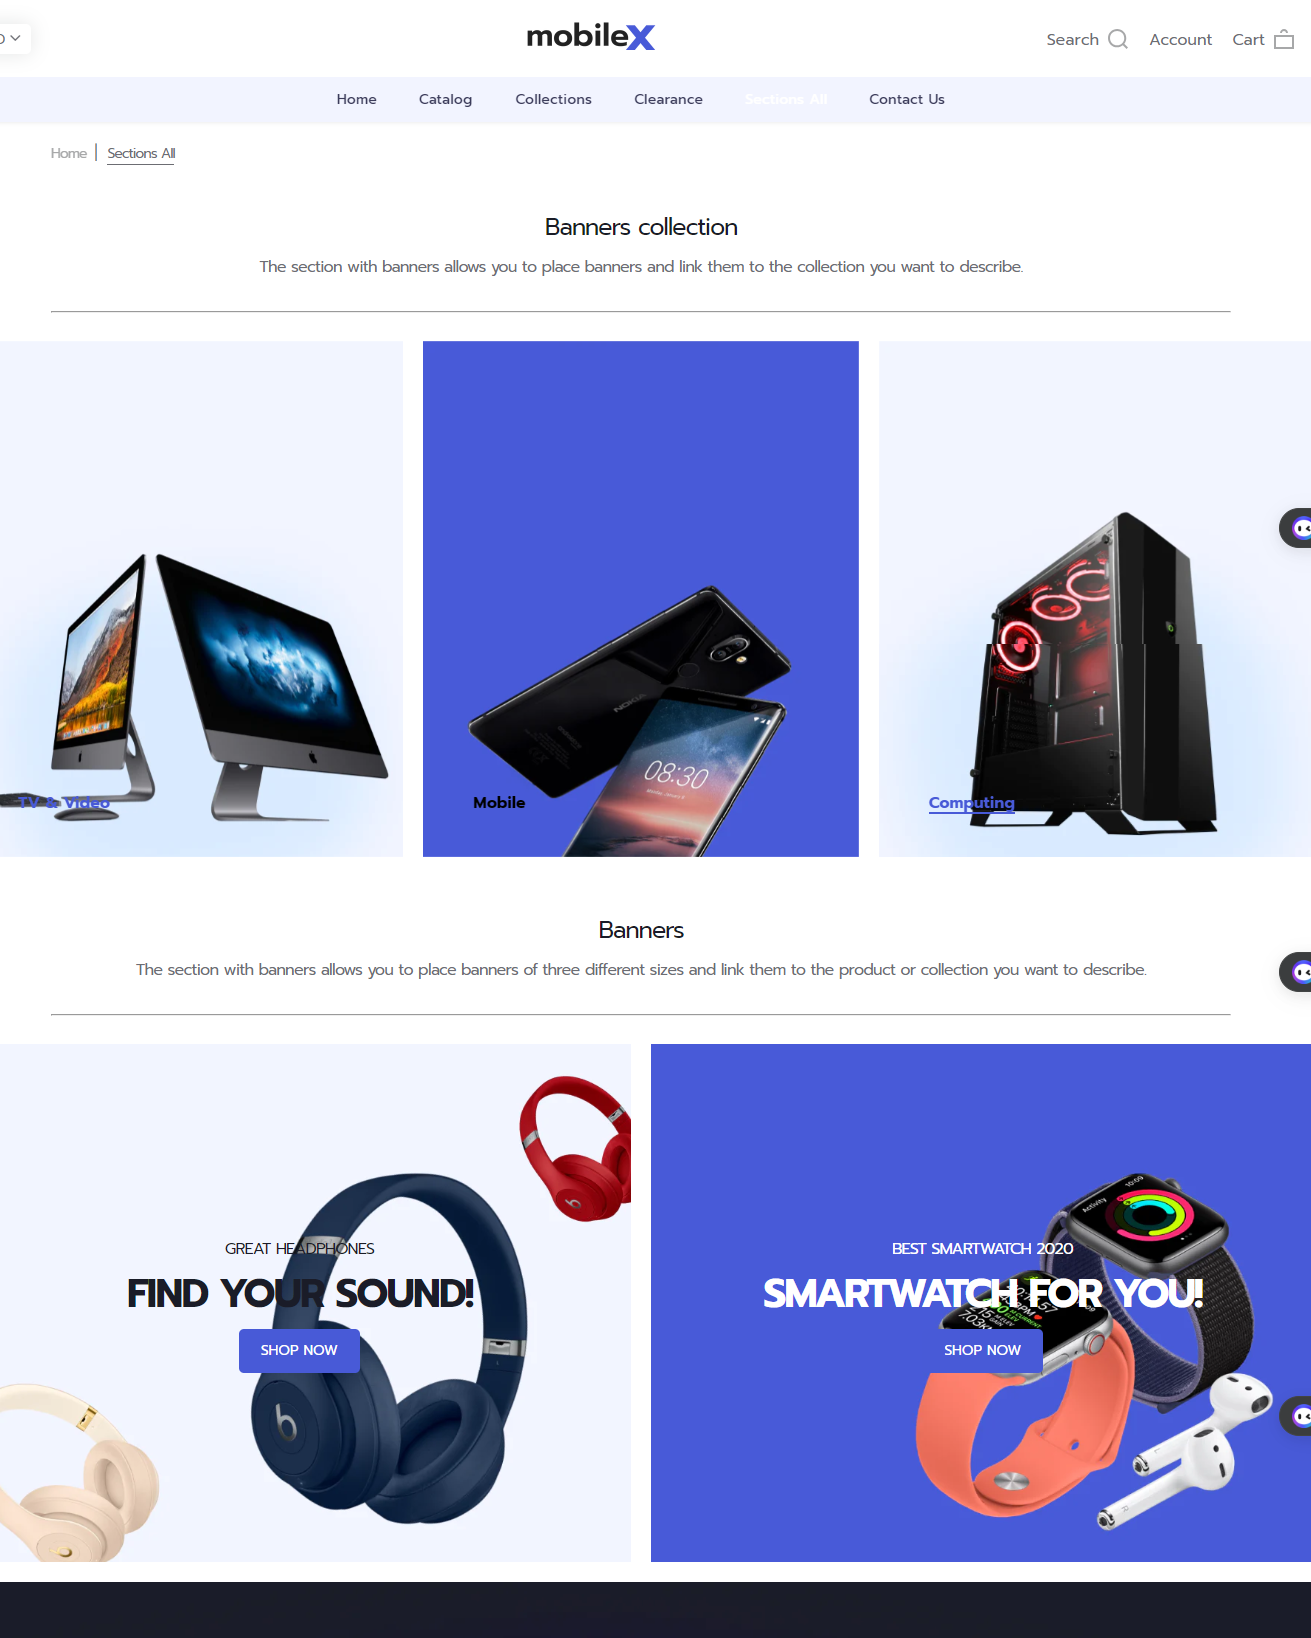 mobileX
Search Account Cart
Home Catalog Collections Clearance Sections All Contact Us
Home Sections All
Banners collection
The section with banners allows you to place banners and link them to the collection you want to describe.
NOKIA
08:30
TV & Video
Mobile
Computing
Banners
The section with banners allows you to place banners of three different sizes and link them to the product or collection you want to describe.
10:09
Activity
GREAT HEADPHONES
BEST SMARTWATCH 2020
FIND YOUR SOUND!
SMARTWATCH FOR YOU!
SHOP NOW
SHOP NOW